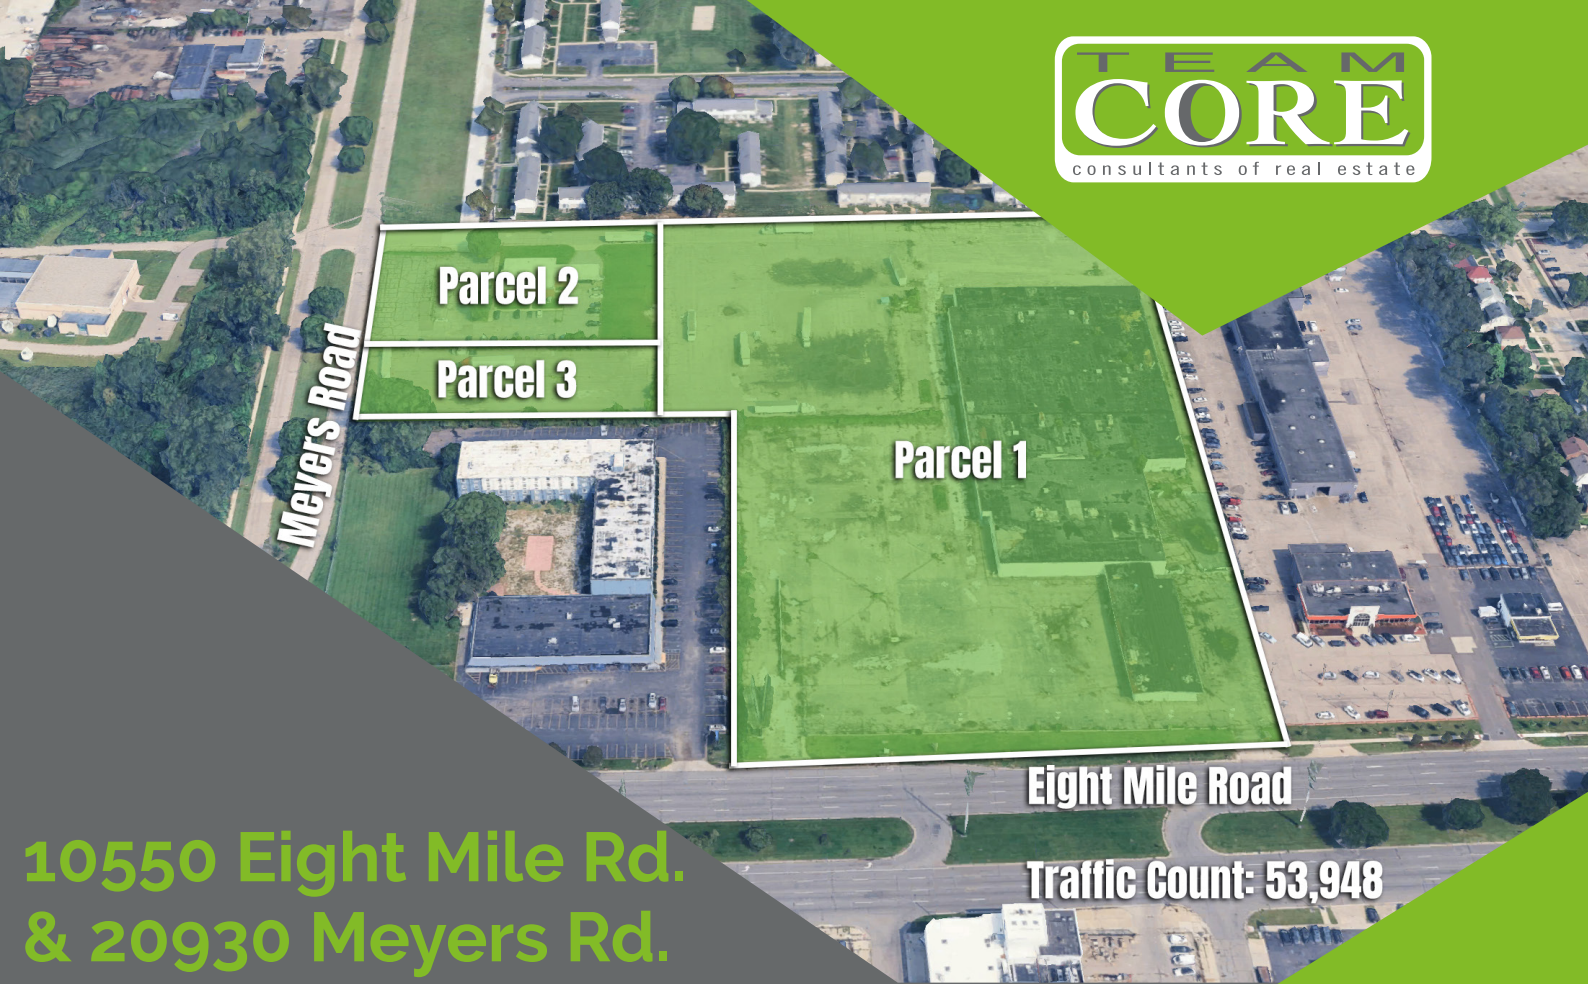 TEAM
CORE
consultants of real estate
Parcel 2
Parcel 3
Meyers Road
Parcel 1
Eight Mile Road
Traffic Count: 53,948
10550 Eight Mile Rd.
& 20930 Meyers Rd.